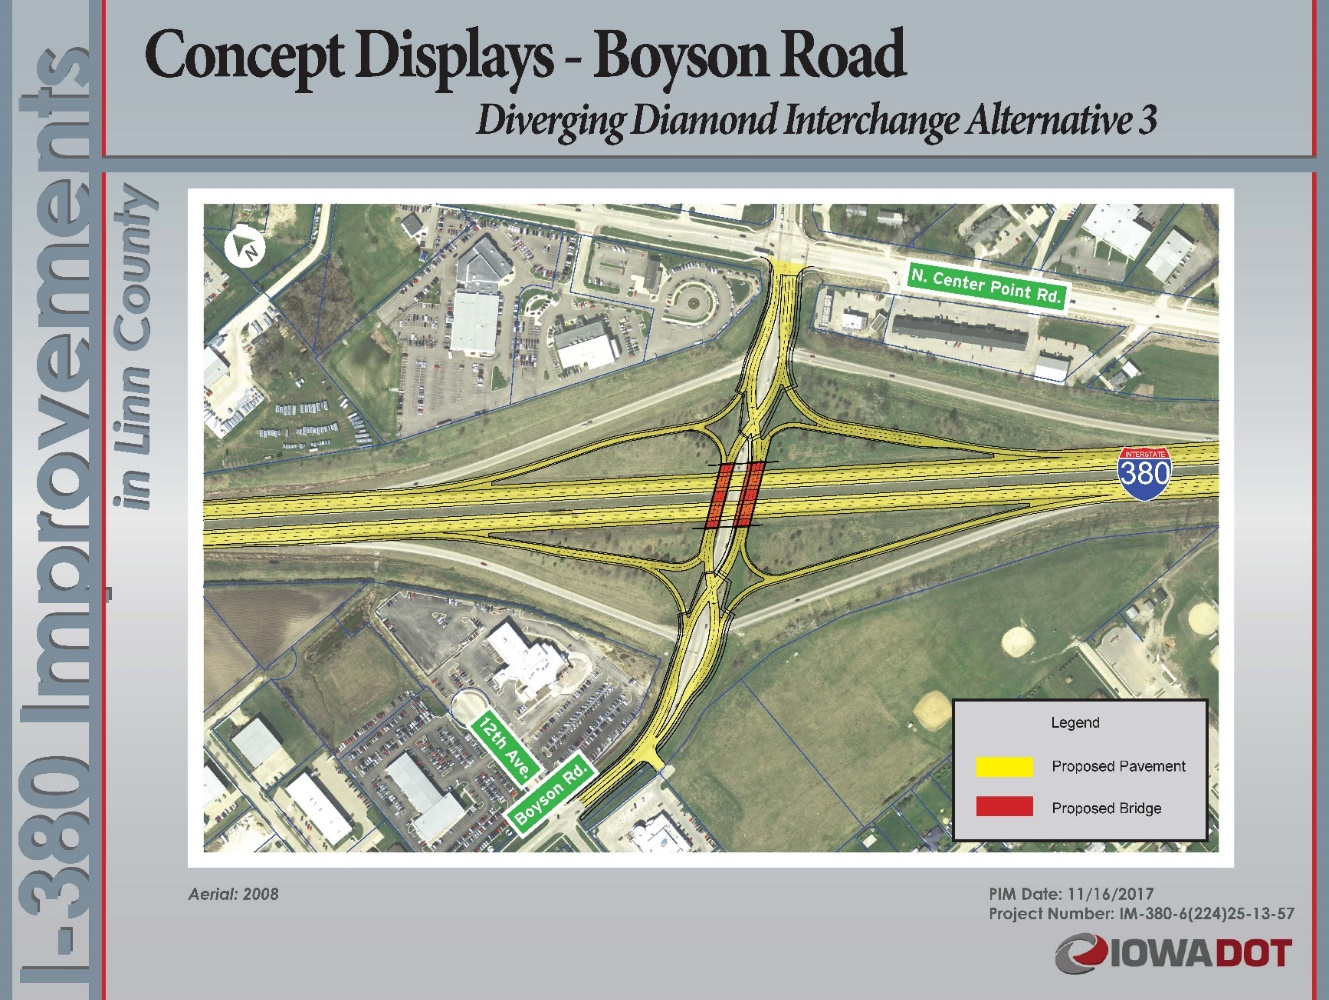 I-380 Improvements
in Linn County
Concept Displays - Boyson Road
Diverging Diamond Interchange Alternative 3
N
N. Center Point Rd.
INTERSTATE
380
12th Ave.
Boyson Rd.
Legend
Proposed Pavement
Proposed Bridge
Aerial: 2008
PIM Date: 11/16/2017
Project Number: IM-380-6(224)25-13-57
IOWADOT